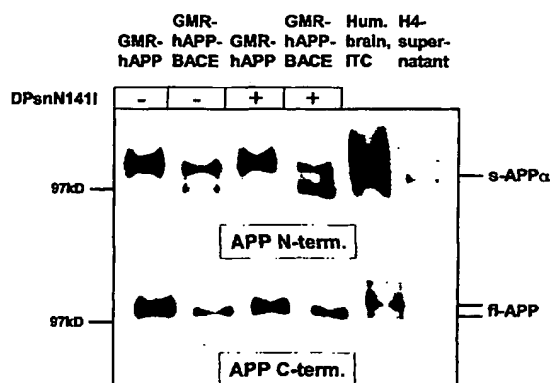 GMR- GMR- Hum. H4-
GMR- hAPP- GMR- hAPP- brain, super-
hAPP BACE hAPP BACE ITC natant
DPsnN141I - - + +
97kD s-APPα
APP N-term.
97kD fl-APP
APP C-term.